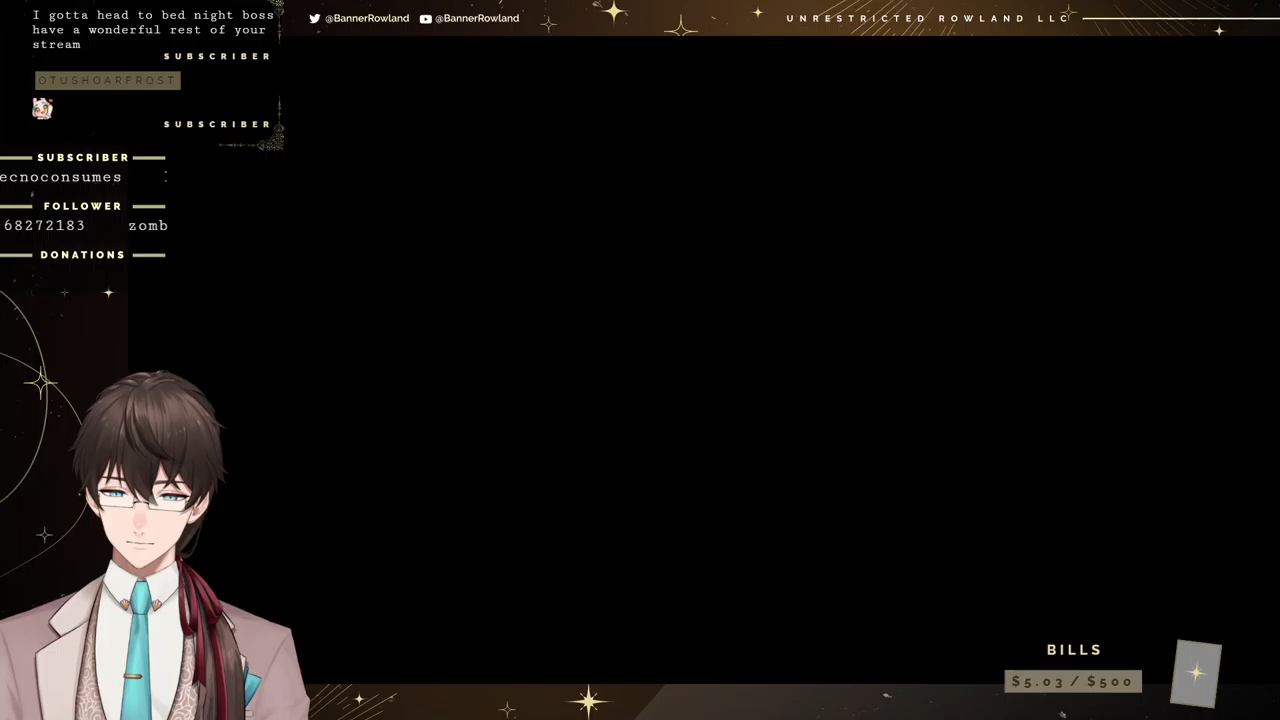 I gotta head to bed night boss
have a wonderful rest of your
stream
SUBSCRIBER
OTUSHOARFROST
SUBSCRIBER
SUBSCRIBER
ecnoconsumes
FOLLOWER
68272183 zomb
DONATIONS
@BannerRowland @BannerRowland
UNRESTRICTED ROWLAND LLC
BILLS
$5.03 / $500